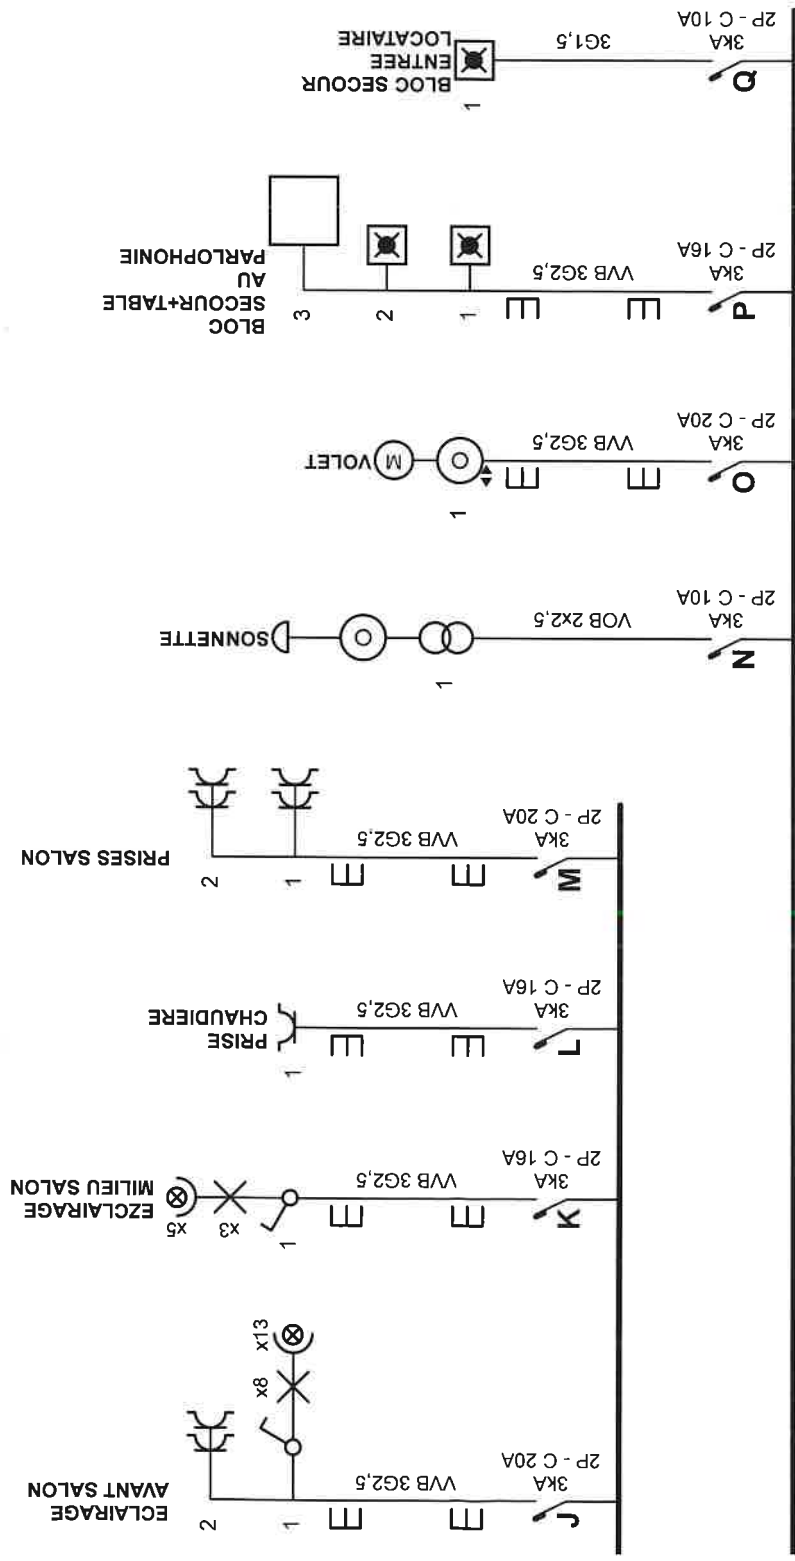 J
3kA
2P - C 20A
VVB 3G2,5
1
x8
x13
2
ECLAIRAGE
AVANT SALON
K
3kA
2P - C 16A
VVB 3G2,5
1
x3
x5
EZCLAIRAGE
MILIEU SALON
L
3kA
2P - C 16A
VVB 3G2,5
1
PRISE
CHAUDIERE
M
3kA
2P - C 20A
VVB 3G2,5
1
2
PRISES SALON
N
3kA
2P - C 10A
VOB 2x2,5
1
SONNETTE
O
3kA
2P - C 20A
VVB 3G2,5
1
M
VOLET
P
3kA
2P - C 16A
VVB 3G2,5
1
2
3
BLOC
SECOUR+TABLE
AU
PARLOPHONIE
Q
3kA
2P - C 10A
3G1,5
1
BLOC SECOUR
ENTREE
LOCATAIRE